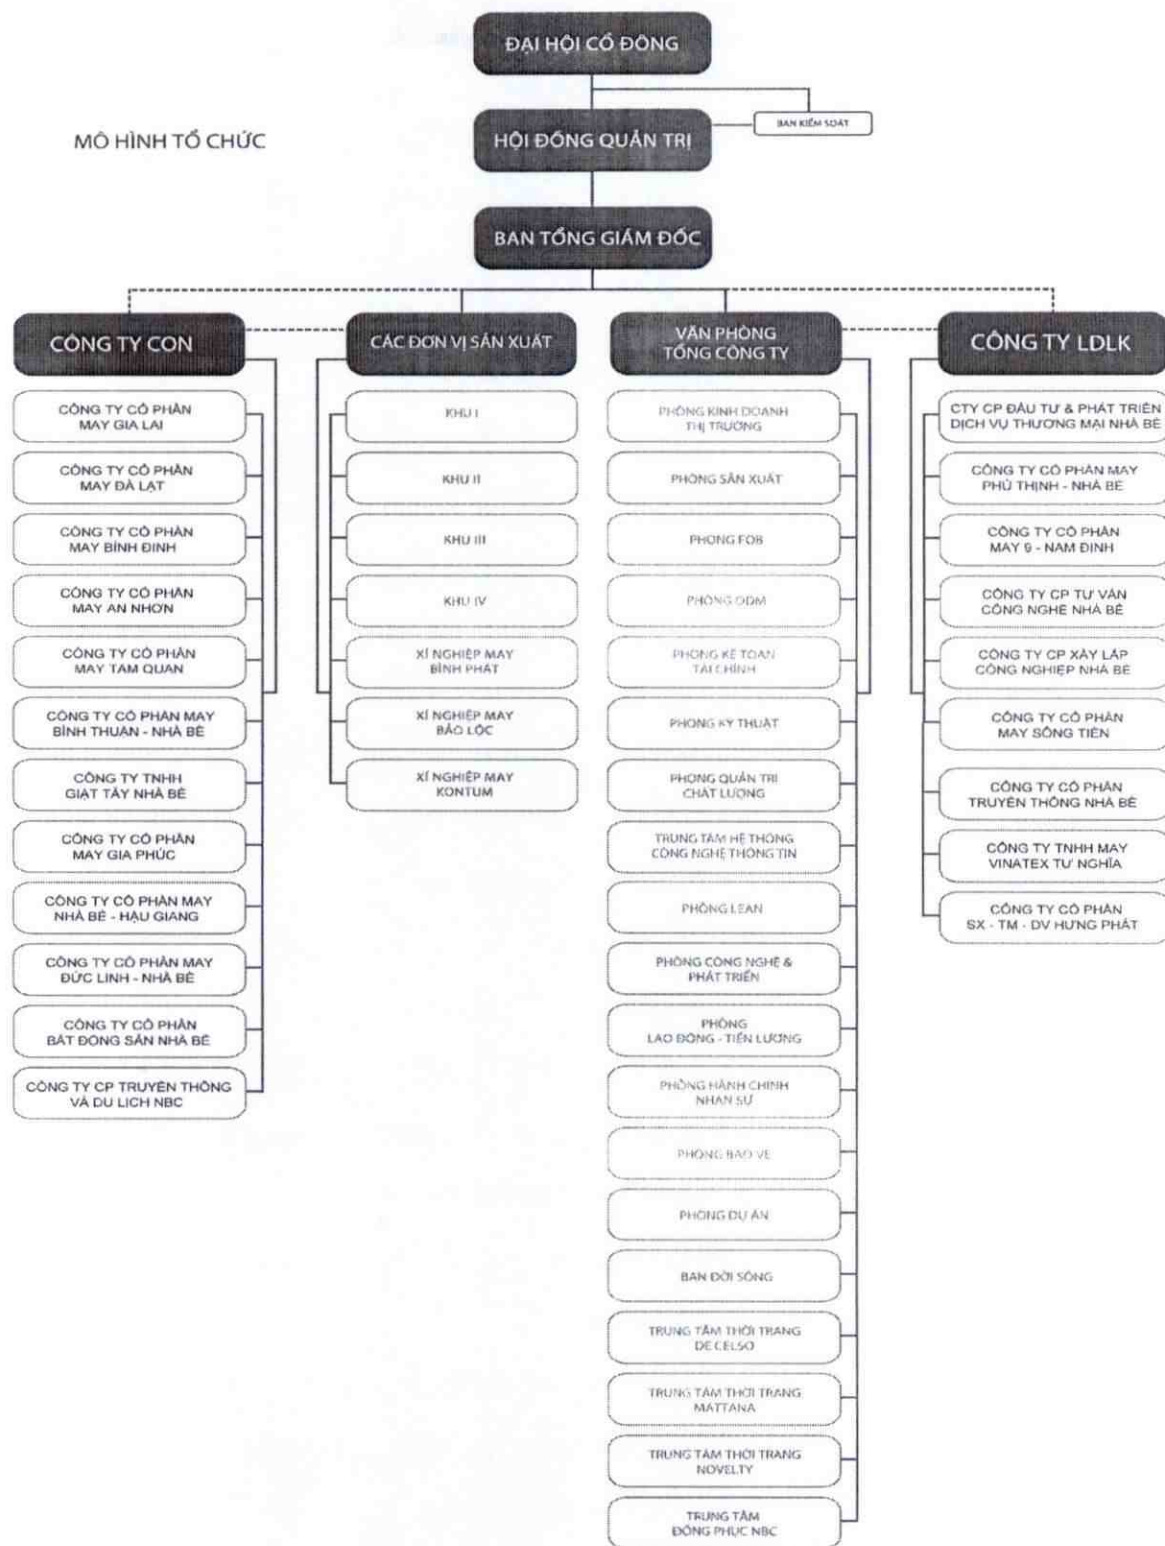 ĐẠI HỘI CỔ ĐÔNG
BAN KIỂM SOÁT
MÔ HÌNH TỔ CHỨC
HỘI ĐỒNG QUẢN TRỊ
BAN TỔNG GIÁM ĐỐC
CÔNG TY CON
CÔNG TY CỔ PHẦN
MAY GIA LAI
CÔNG TY CỔ PHẦN
MAY ĐÀ LẠT
CÔNG TY CỔ PHẦN
MAY BÌNH ĐỊNH
CÔNG TY CỔ PHẦN
MAY AN NHƠN
CÔNG TY CỔ PHẦN
MAY TAM QUAN
CÔNG TY CỔ PHẦN MAY
BÌNH THUẬN - NHÀ BÈ
CÔNG TY TNHH
GIẶT TẨY NHÀ BÈ
CÔNG TY CỔ PHẦN
MAY GIA PHÚC
CÔNG TY CỔ PHẦN MAY
NHÀ BÈ - HẬU GIANG
CÔNG TY CỔ PHẦN MAY
ĐỨC LINH - NHÀ BÈ
CÔNG TY CỔ PHẦN
BẤT ĐỘNG SẢN NHÀ BÈ
CÔNG TY CP TRUYỀN THÔNG
VÀ DU LỊCH NBC
CÁC ĐƠN VỊ SẢN XUẤT
KHU I
KHU II
KHU III
KHU IV
XÍ NGHIỆP MAY
BÌNH PHÁT
XÍ NGHIỆP MAY
BẢO LỘC
XÍ NGHIỆP MAY
KONTUM
VĂN PHÒNG
TỔNG CÔNG TY
PHÒNG KINH DOANH
THỊ TRƯỜNG
PHÒNG SẢN XUẤT
PHÒNG FOB
PHÒNG ODM
PHÒNG KẾ TOÁN
TÀI CHÍNH
PHÒNG KỸ THUẬT
PHÒNG QUẢN TRỊ
CHẤT LƯỢNG
TRUNG TÂM HỆ THỐNG
CÔNG NGHỆ THÔNG TIN
PHÒNG LEAN
PHÒNG CÔNG NGHỆ &
PHÁT TRIỂN
PHÒNG
LAO ĐỘNG - TIỀN LƯƠNG
PHÒNG HÀNH CHÍNH
NHÂN SỰ
PHÒNG BẢO VỆ
PHÒNG DỰ ÁN
BAN ĐỜI SỐNG
TRUNG TÂM THỜI TRANG
DE CELSO
TRUNG TÂM THỜI TRANG
MATTANA
TRUNG TÂM THỜI TRANG
NOVELTY
TRUNG TÂM
ĐỒNG PHỤC NBC
CÔNG TY LDLK
CTY CP ĐẦU TƯ & PHÁT TRIỂN
DỊCH VỤ THƯƠNG MẠI NHÀ BÈ
CÔNG TY CỔ PHẦN MAY
PHÚ THỊNH - NHÀ BÈ
CÔNG TY CỔ PHẦN
MAY 9 - NAM ĐỊNH
CÔNG TY CP TƯ VẤN
CÔNG NGHỆ NHÀ BÈ
CÔNG TY CP XÂY LẮP
CÔNG NGHIỆP NHÀ BÈ
CÔNG TY CỔ PHẦN
MAY SÔNG TIỀN
CÔNG TY CỔ PHẦN
TRUYỀN THÔNG NHÀ BÈ
CÔNG TY TNHH MAY
VINATEX TƯ NGHĨA
CÔNG TY CỔ PHẦN
SX - TM - DV HƯNG PHÁT